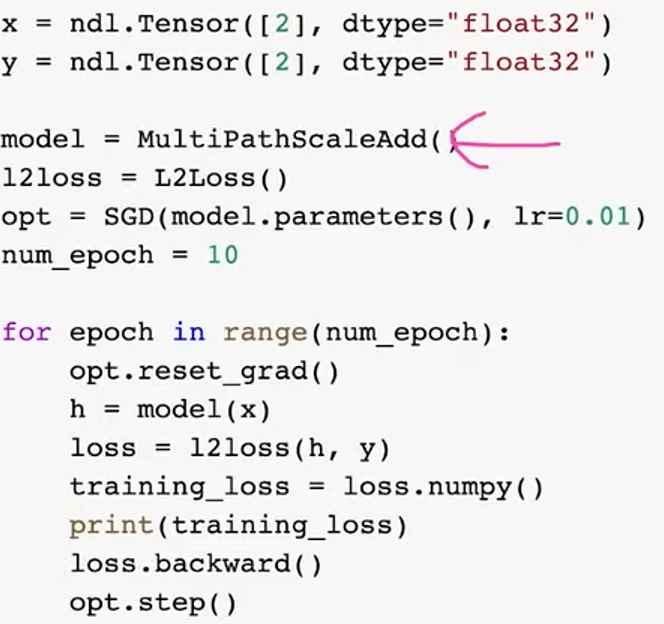 x = ndl.Tensor([2], dtype="float32")
y = ndl.Tensor([2], dtype="float32")
model = MultiPathScaleAdd()
l2loss = L2Loss()
opt = SGD(model.parameters(), lr=0.01)
num_epoch = 10
for epoch in range(num_epoch):
    opt.reset_grad()
    h = model(x)
    loss = l2loss(h, y)
    training_loss = loss.numpy()
    print(training_loss)
    loss.backward()
    opt.step()